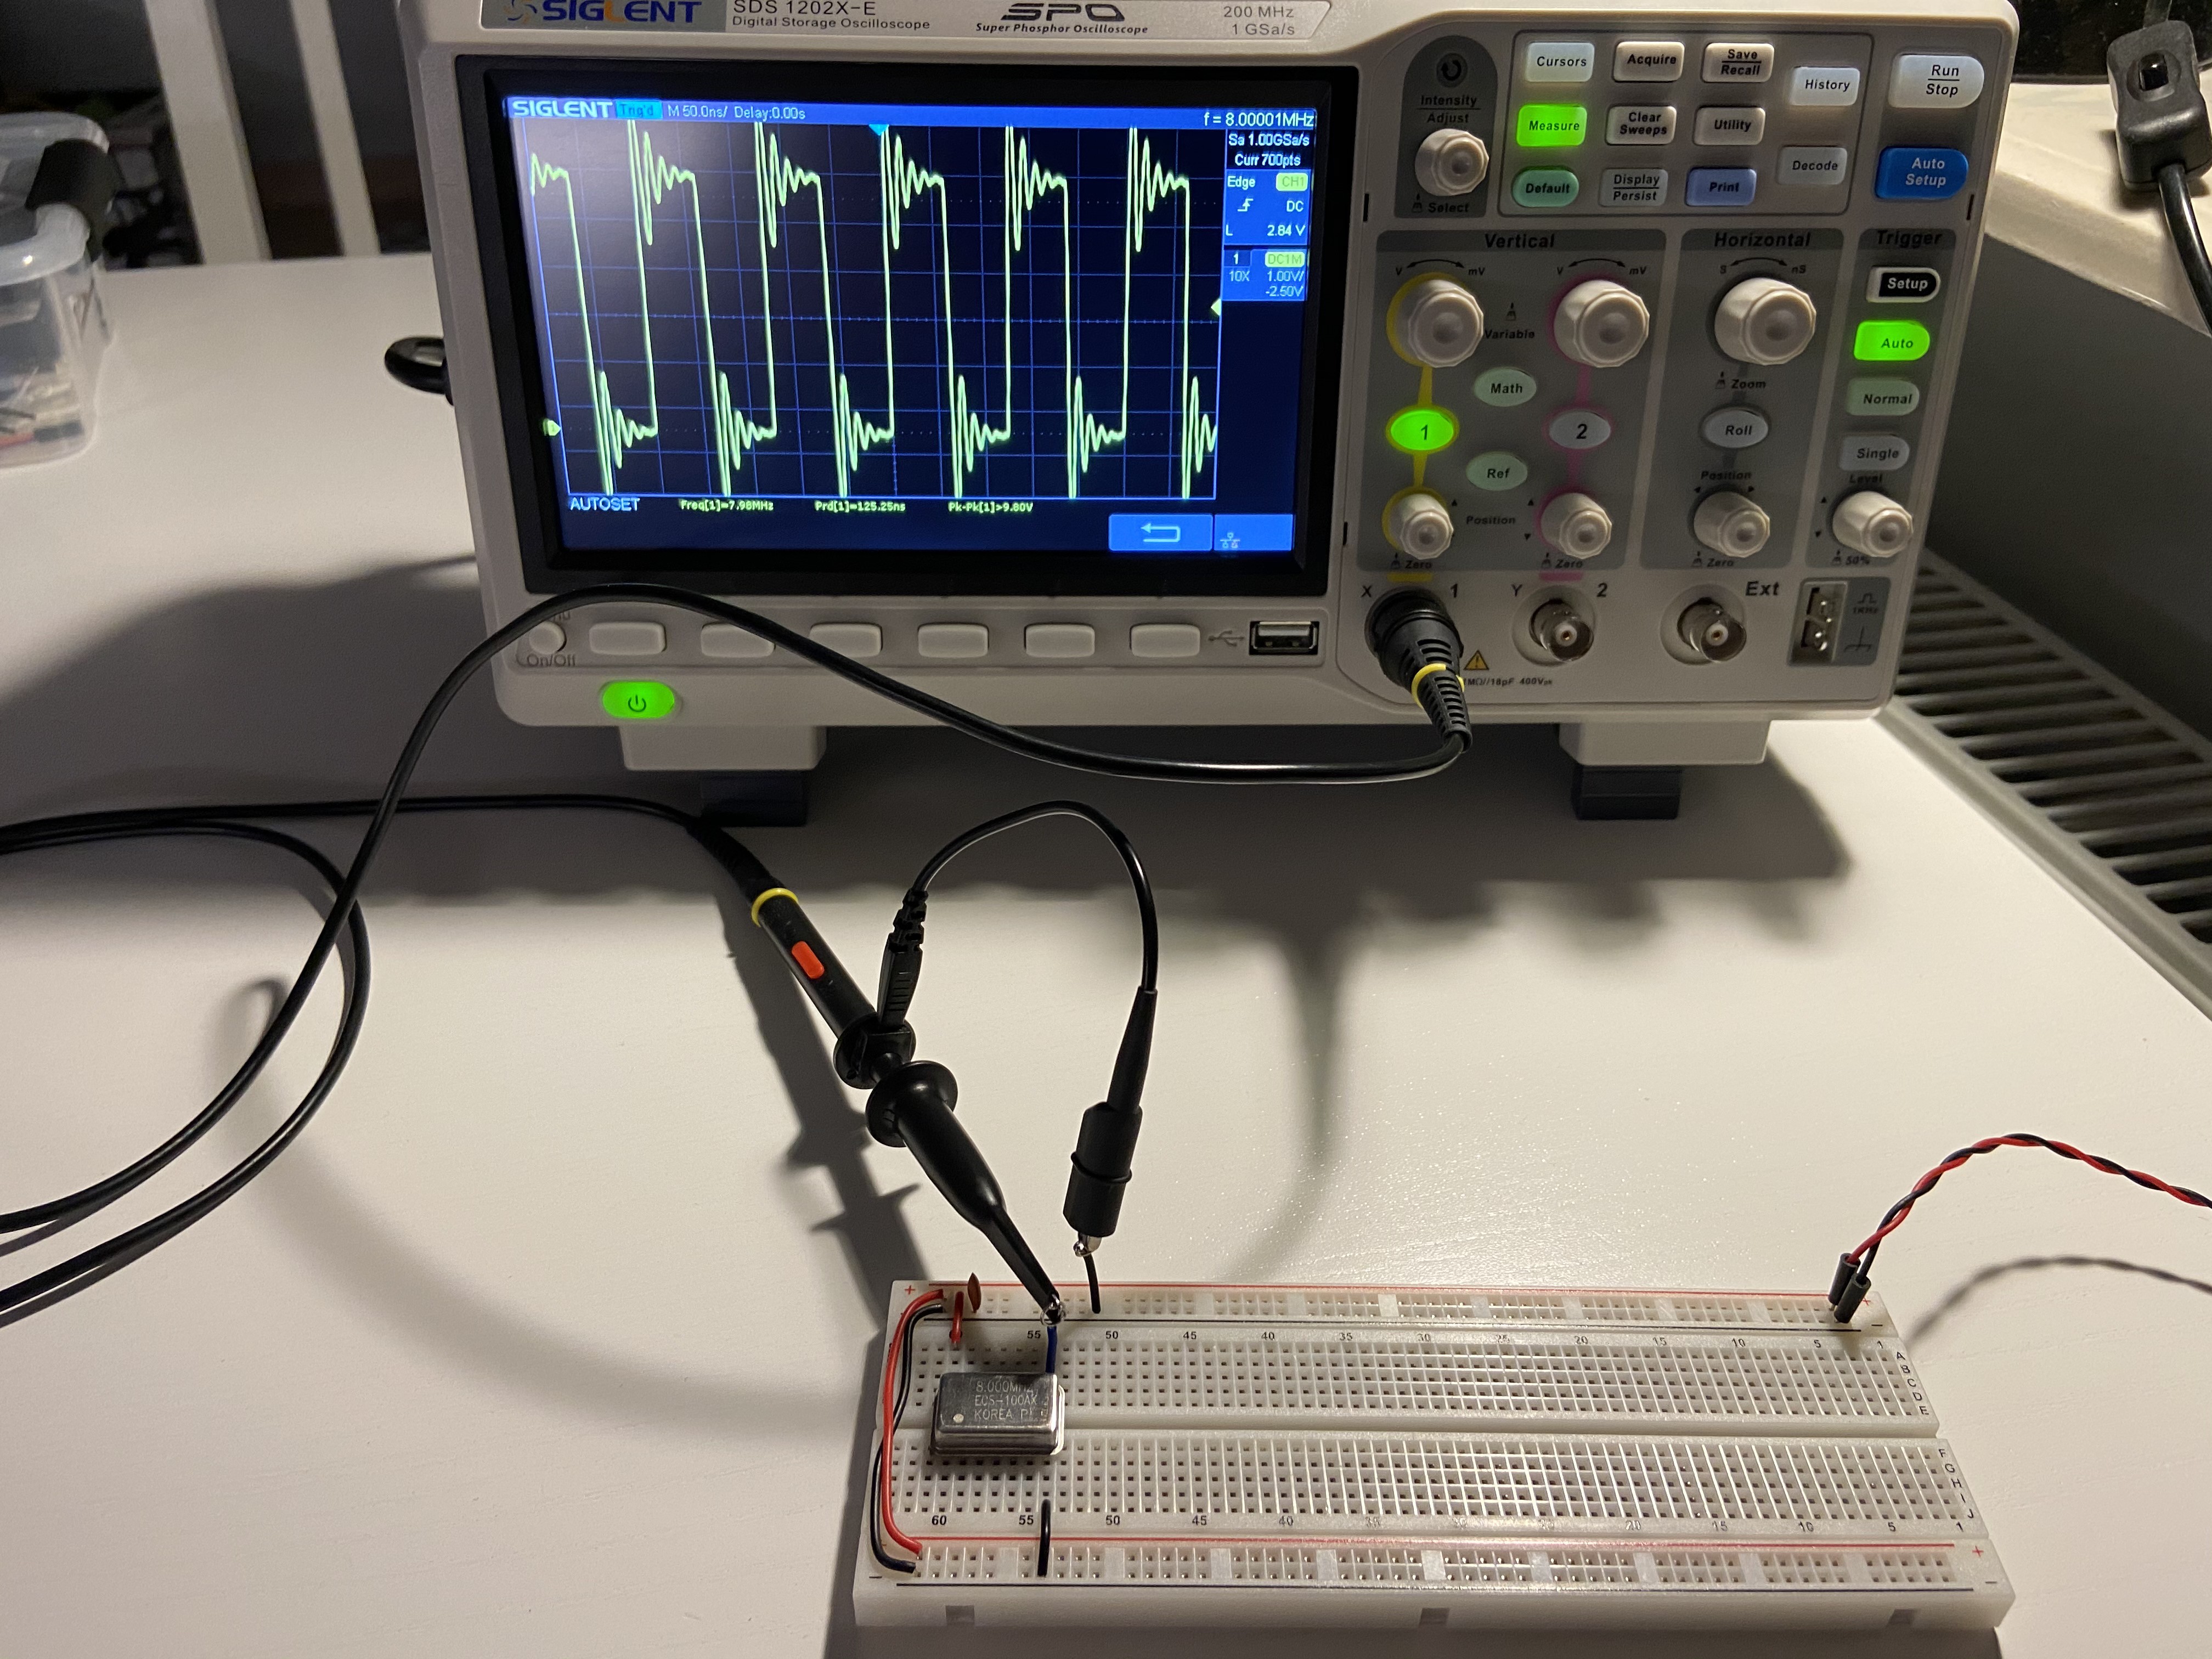 SIGLENT
SDS 1202X-E
Digital Storage Oscilloscope
SPO
Super Phosphor Oscilloscope
200 MHz
1 GSa/s
SIGLENT Trig'd M 50.0ns/ Delay:0.00s
f = 8.00001MHz
Sa 1.00GSa/s
Curr 700pts
Edge CH1
DC
L 2.84 V
1 DC1M
10X 1.00V/
-2.50V
AUTOSET Freq[1]=7.98MHz Prd[1]=125.25ns Pk-Pk[1]>9.80V
Intensity
Adjust
Select
Cursors
Acquire
Save
Recall
History
Run
Stop
Measure
Clear
Sweeps
Utility
Decode
Auto
Setup
Default
Display
Persist
Print
Vertical
Horizontal
Trigger
V mV
V mV
S nS
Setup
Variable
Auto
Math
Zoom
Normal
1
2
Roll
Single
Ref
Position
Level
Position
Zero
Zero
Zero
50%
X 1
Y 2
Ext
1KHz
On/Off
1MΩ//18pF 400Vpk
+
+
-
55 50 45 40 35 30 25 20 15 10 5 1
A
B
C
D
E
8.000MHZ
ECS-100AX
KOREA
F
G
H
I
J
60 55 50 45 40 35 30 20 15 10 5 1
+
-
-